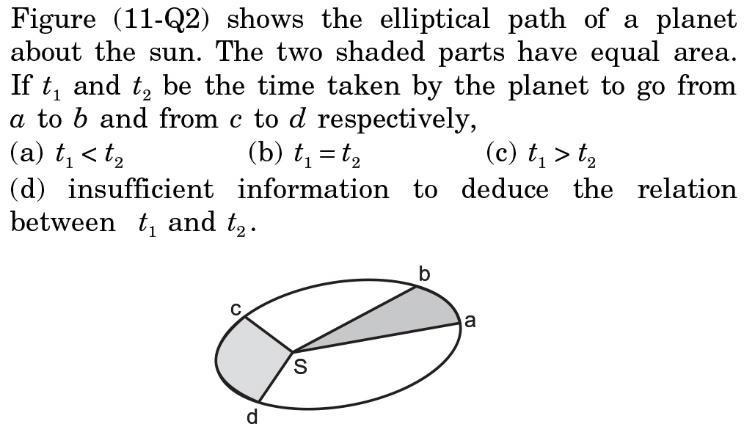 Figure (11-Q2) shows the elliptical path of a planet
about the sun. The two shaded parts have equal area.
If t₁ and t₂ be the time taken by the planet to go from
a to b and from c to d respectively,
(a) t₁ < t₂ (b) t₁ = t₂ (c) t₁ > t₂
(d) insufficient information to deduce the relation
between t₁ and t₂.
b
c
a
S
d